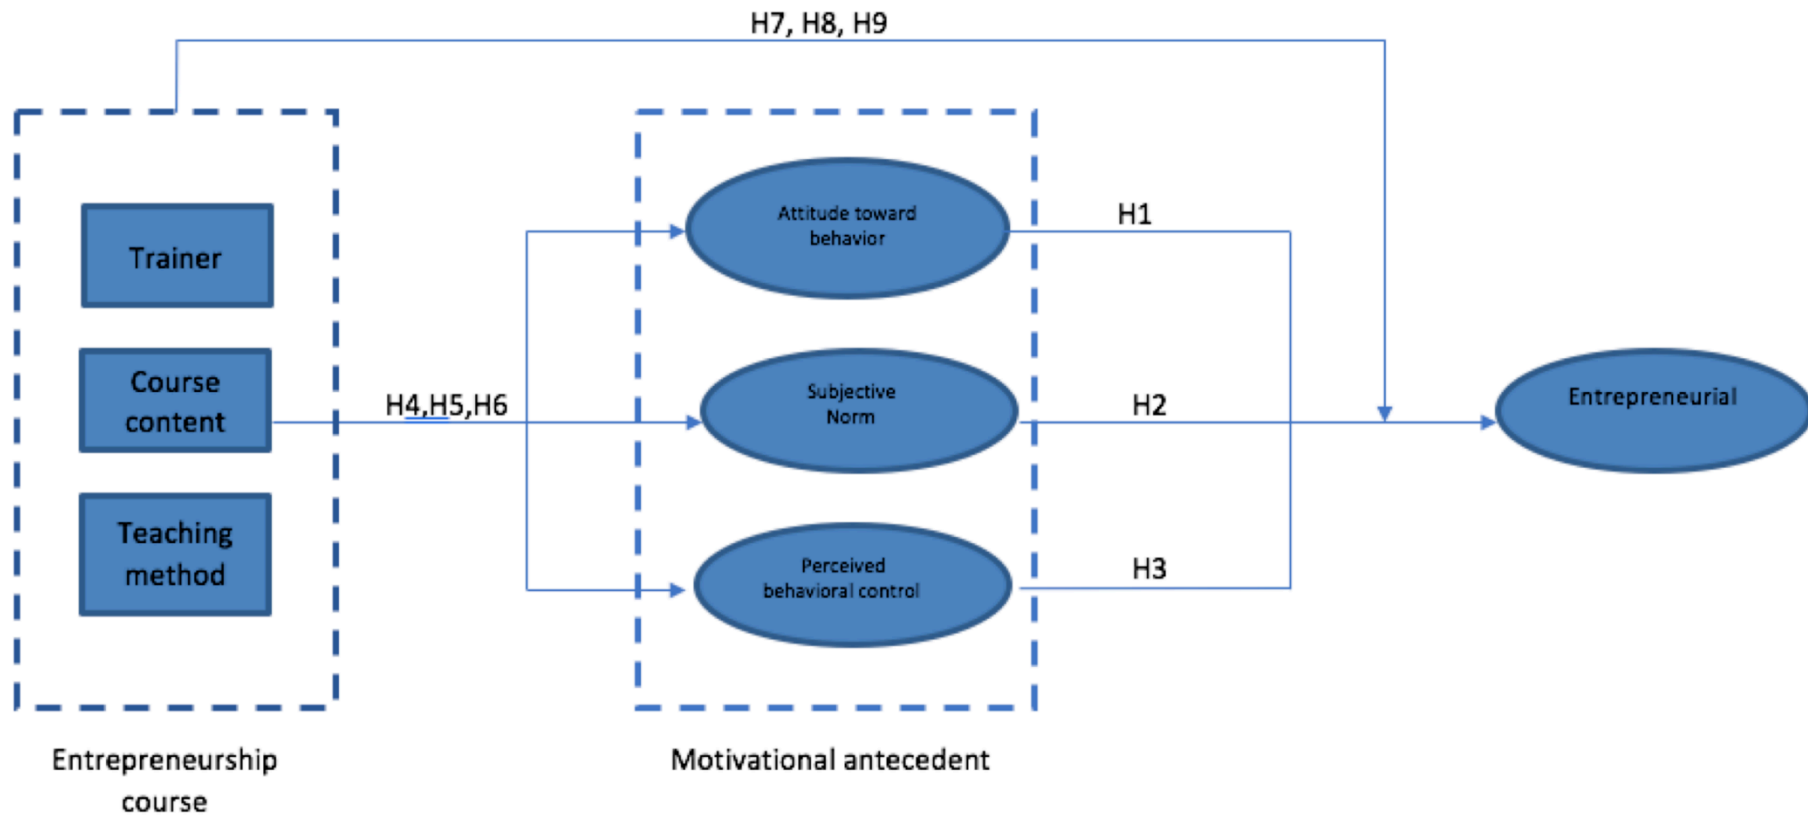 H7, H8, H9
Trainer
Course
content
Teaching
method
Entrepreneurship
course
H4,H5,H6
Attitude toward
behavior
Subjective
Norm
Perceived
behavioral control
Motivational antecedent
H1
H2
H3
Entrepreneurial